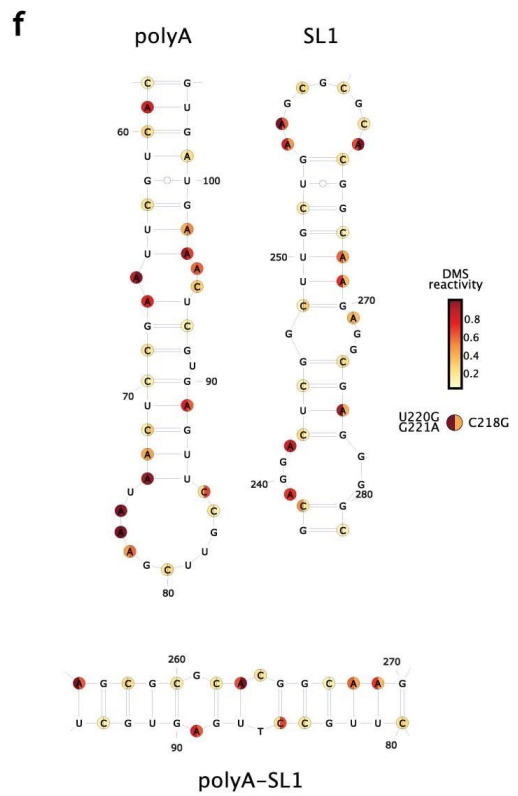 f
polyA
C G
A U
60 C G
U A
G U 100
C G
U A
U A
A A
C
A U
G C
C G
U
C G 90
70 U A
C G
A U
A U
U C
A C
A G
A U
G C U
80
SL1
G
C C
G G
A C
A A
G C
U G
C G
G C
250 U A
U A
C G 270
A
G G
G C
C G
G A
C G
A
G G
240 G
A G
280
C G
G C
DMS
reactivity
0.8
0.6
0.4
0.2
U220G
G221A
C218G
260 270
A G C G C G C A C G G C A A G
U C G U G A G U T C C G U U C
90 80
polyA-SL1